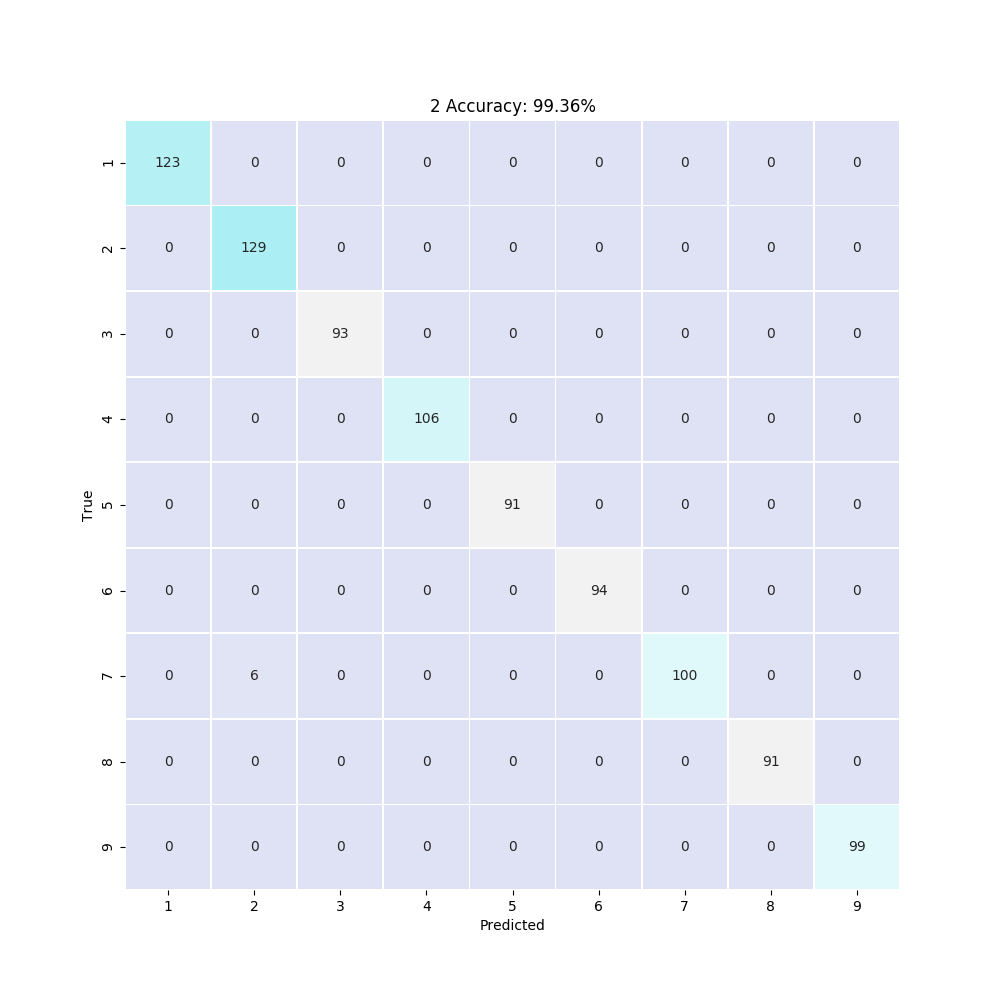 2 Accuracy: 99.36%
1 123 0 0 0 0 0 0 0 0
2 0 129 0 0 0 0 0 0 0
3 0 0 93 0 0 0 0 0 0
4 0 0 0 106 0 0 0 0 0
True
5 0 0 0 0 91 0 0 0 0
6 0 0 0 0 0 94 0 0 0
7 0 6 0 0 0 0 100 0 0
8 0 0 0 0 0 0 0 91 0
9 0 0 0 0 0 0 0 0 99
1 2 3 4 5 6 7 8 9
Predicted